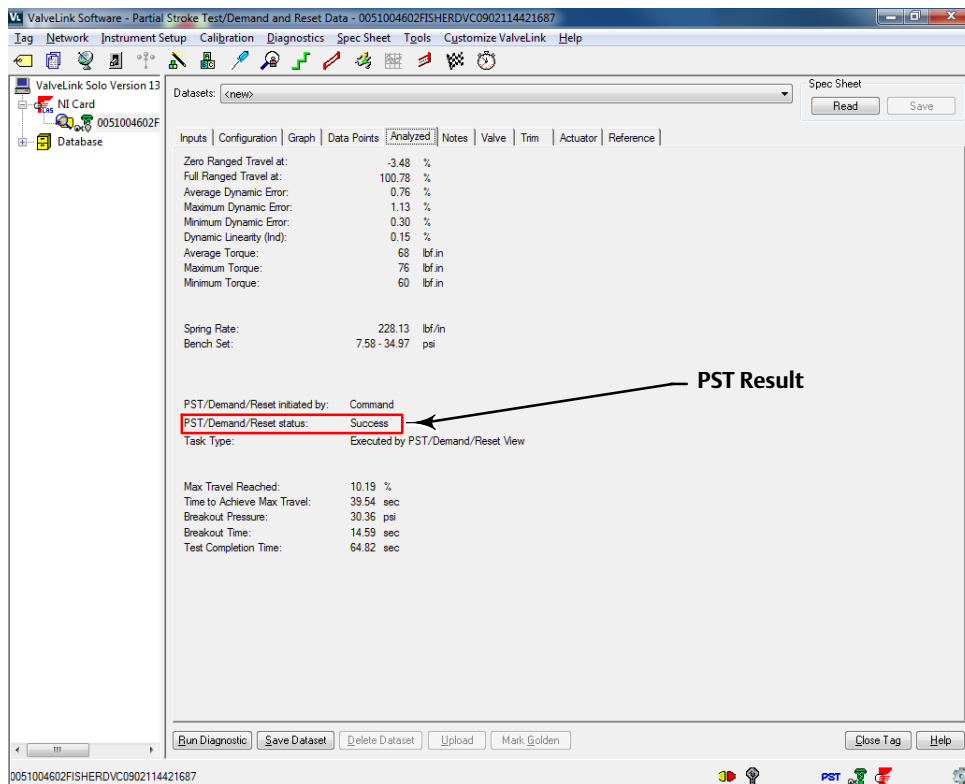 ValveLink Software - Partial Stroke Test/Demand and Reset Data - 0051004602FISHERDVC0902114421687
Tag Network Instrument Setup Calibration Diagnostics Spec Sheet Tools Customize ValveLink Help
ValveLink Solo Version 13
NI Card
0051004602F
Database
Datasets: <new>
Spec Sheet
Read Save
Inputs Configuration Graph Data Points Analyzed Notes Valve Trim Actuator Reference
Zero Ranged Travel at: -3.48 %
Full Ranged Travel at: 100.78 %
Average Dynamic Error: 0.76 %
Maximum Dynamic Error: 1.13 %
Minimum Dynamic Error: 0.30 %
Dynamic Linearity (Ind): 0.15 %
Average Torque: 68 lbf.in
Maximum Torque: 76 lbf.in
Minimum Torque: 60 lbf.in
Spring Rate: 228.13 lbf/in
Bench Set: 7.58 - 34.97 psi
PST Result
PST/Demand/Reset initiated by: Command
PST/Demand/Reset status: Success
Task Type: Executed by PST/Demand/Reset View
Max Travel Reached: 10.19 %
Time to Achieve Max Travel: 39.54 sec
Breakout Pressure: 30.36 psi
Breakout Time: 14.59 sec
Test Completion Time: 64.82 sec
Run Diagnostic Save Dataset Delete Dataset Upload Mark Golden Close Tag Help
0051004602FISHERDVC0902114421687
PST